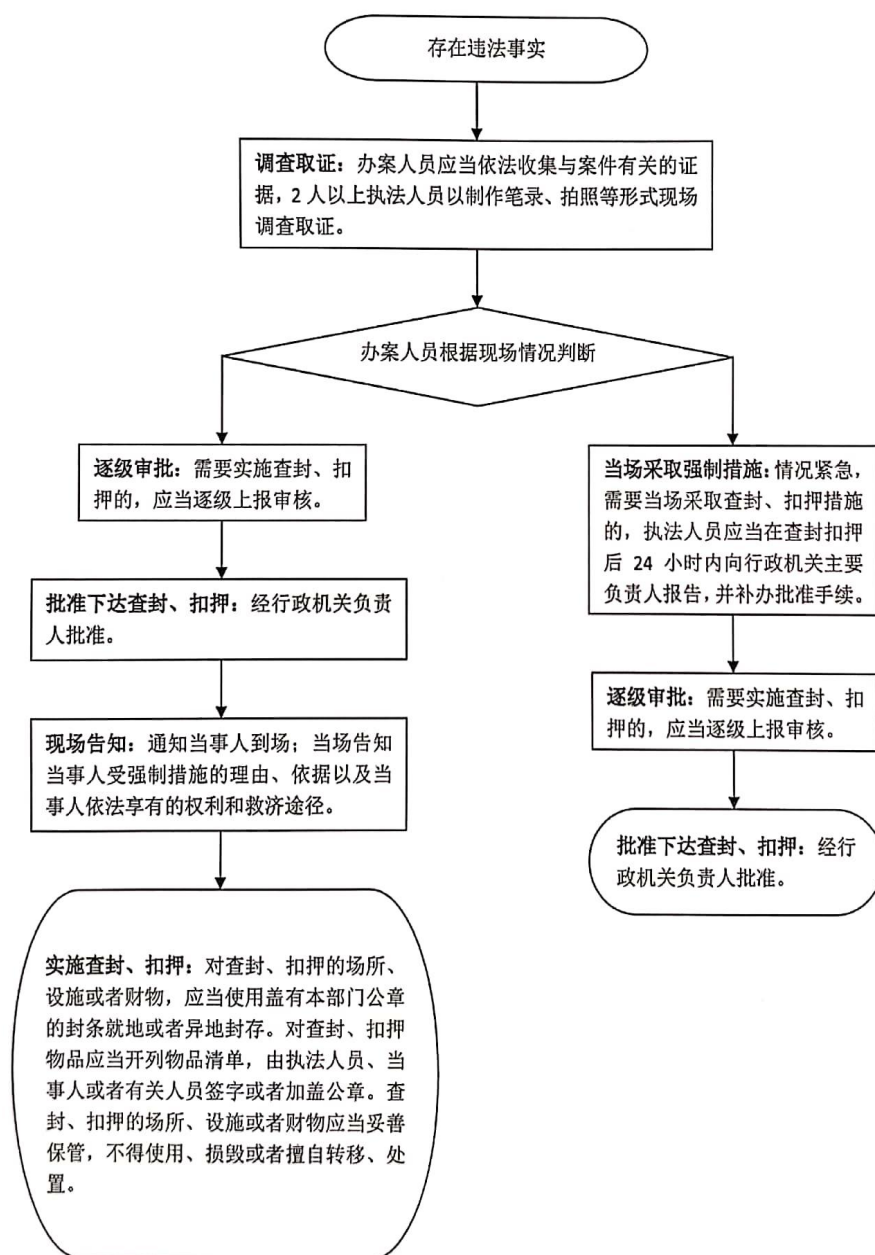 存在违法事实
调查取证：办案人员应当依法收集与案件有关的证
据，2 人以上执法人员以制作笔录、拍照等形式现场
调查取证。
办案人员根据现场情况判断
逐级审批：需要实施查封、扣
押的，应当逐级上报审核。
批准下达查封、扣押：经行政机关负责
人批准。
现场告知：通知当事人到场；当场告知
当事人受强制措施的理由、依据以及当
事人依法享有的权利和救济途径。
实施查封、扣押：对查封、扣押的场所、
设施或者财物，应当使用盖有本部门公章
的封条就地或者异地封存。对查封、扣押
物品应当开列物品清单，由执法人员、当
事人或者有关人员签字或者加盖公章。查
封、扣押的场所、设施或者财物应当妥善
保管，不得使用、损毁或者擅自转移、处
置。
当场采取强制措施：情况紧急，
需要当场采取查封、扣押措施
的，执法人员应当在查封扣押
后 24 小时内向行政机关主要
负责人报告，并补办批准手续。
逐级审批：需要实施查封、扣
押的，应当逐级上报审核。
批准下达查封、扣押：经行
政机关负责人批准。